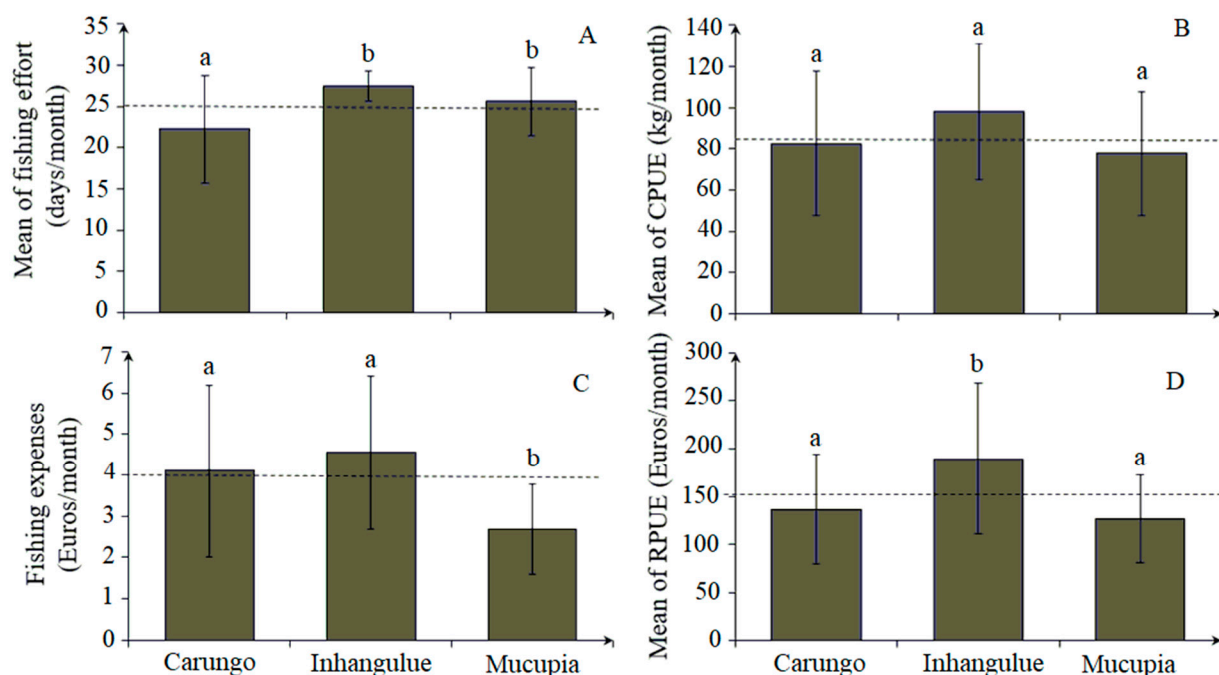 A
Mean of fishing effort
(days/month)
35
30
25
20
15
10
5
0
a
b
b
B
Mean of CPUE (kg/month)
140
120
100
80
60
40
20
0
a
a
a
C
Fishing expenses
(Euros/month)
7
6
5
4
3
2
1
0
a
a
b
Carungo
Inhangulue
Mucupia
D
Mean of RPUE (Euros/month)
300
250
200
150
100
50
0
a
b
a
Carungo
Inhangulue
Mucupia